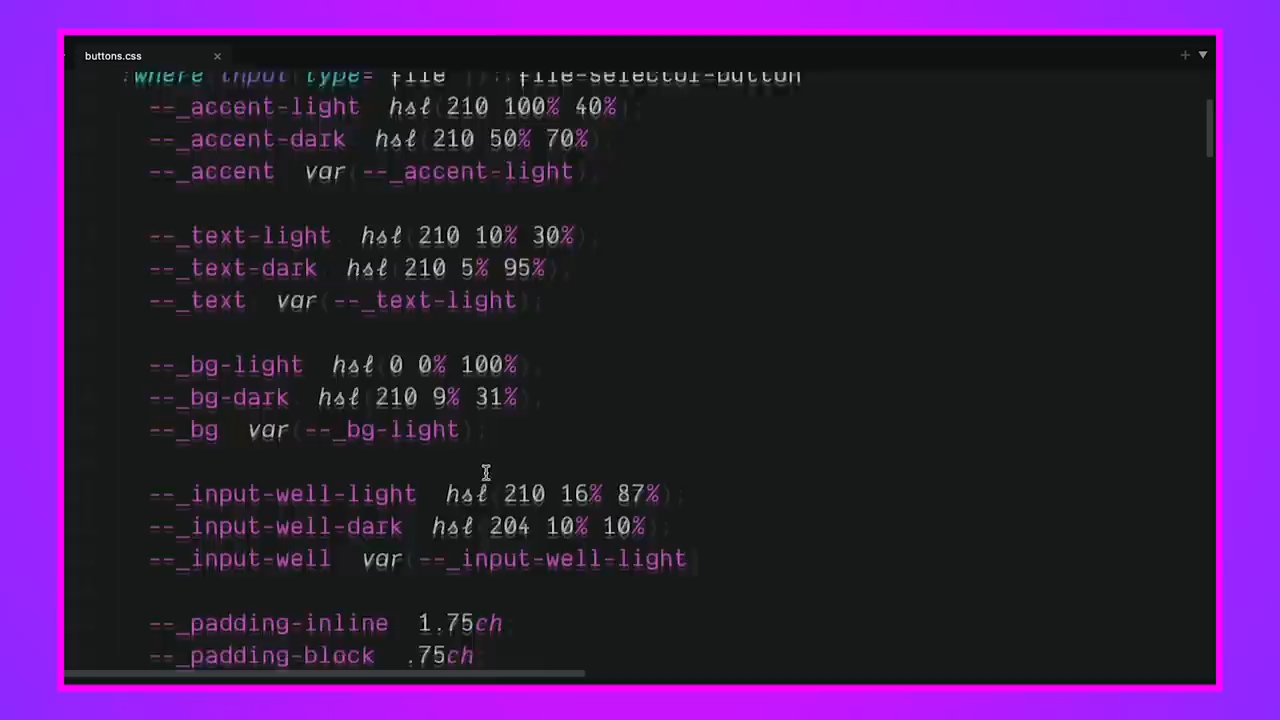 buttons.css ×
:where(input[type="file"])::file-selector-button
--_accent-light hsl(210 100% 40%);
--_accent-dark hsl(210 50% 70%);
--_accent var(--_accent-light);
--_text-light hsl(210 10% 30%);
--_text-dark hsl(210 5% 95%);
--_text var(--_text-light);
--_bg-light hsl(0 0% 100%);
--_bg-dark hsl(210 9% 31%);
--_bg var(--_bg-light);
--_input-well-light hsl(210 16% 87%);
--_input-well-dark hsl(204 10% 10%);
--_input-well var(--_input-well-light)
--_padding-inline 1.75ch
--_padding-block .75ch